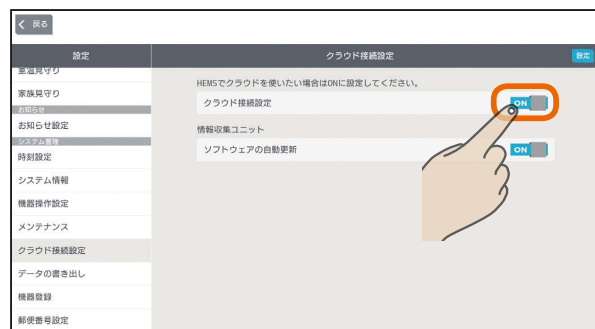 戻る
設定
クラウド接続設定
設定
室温見守り
家族見守り
お知らせ
お知らせ設定
システム管理
時刻設定
システム情報
機器操作設定
メンテナンス
クラウド接続設定
データの書き出し
機器登録
郵便番号設定
HEMSでクラウドを使いたい場合はONに設定してください。
クラウド接続設定
ON
情報収集ユニット
ソフトウェアの自動更新
ON